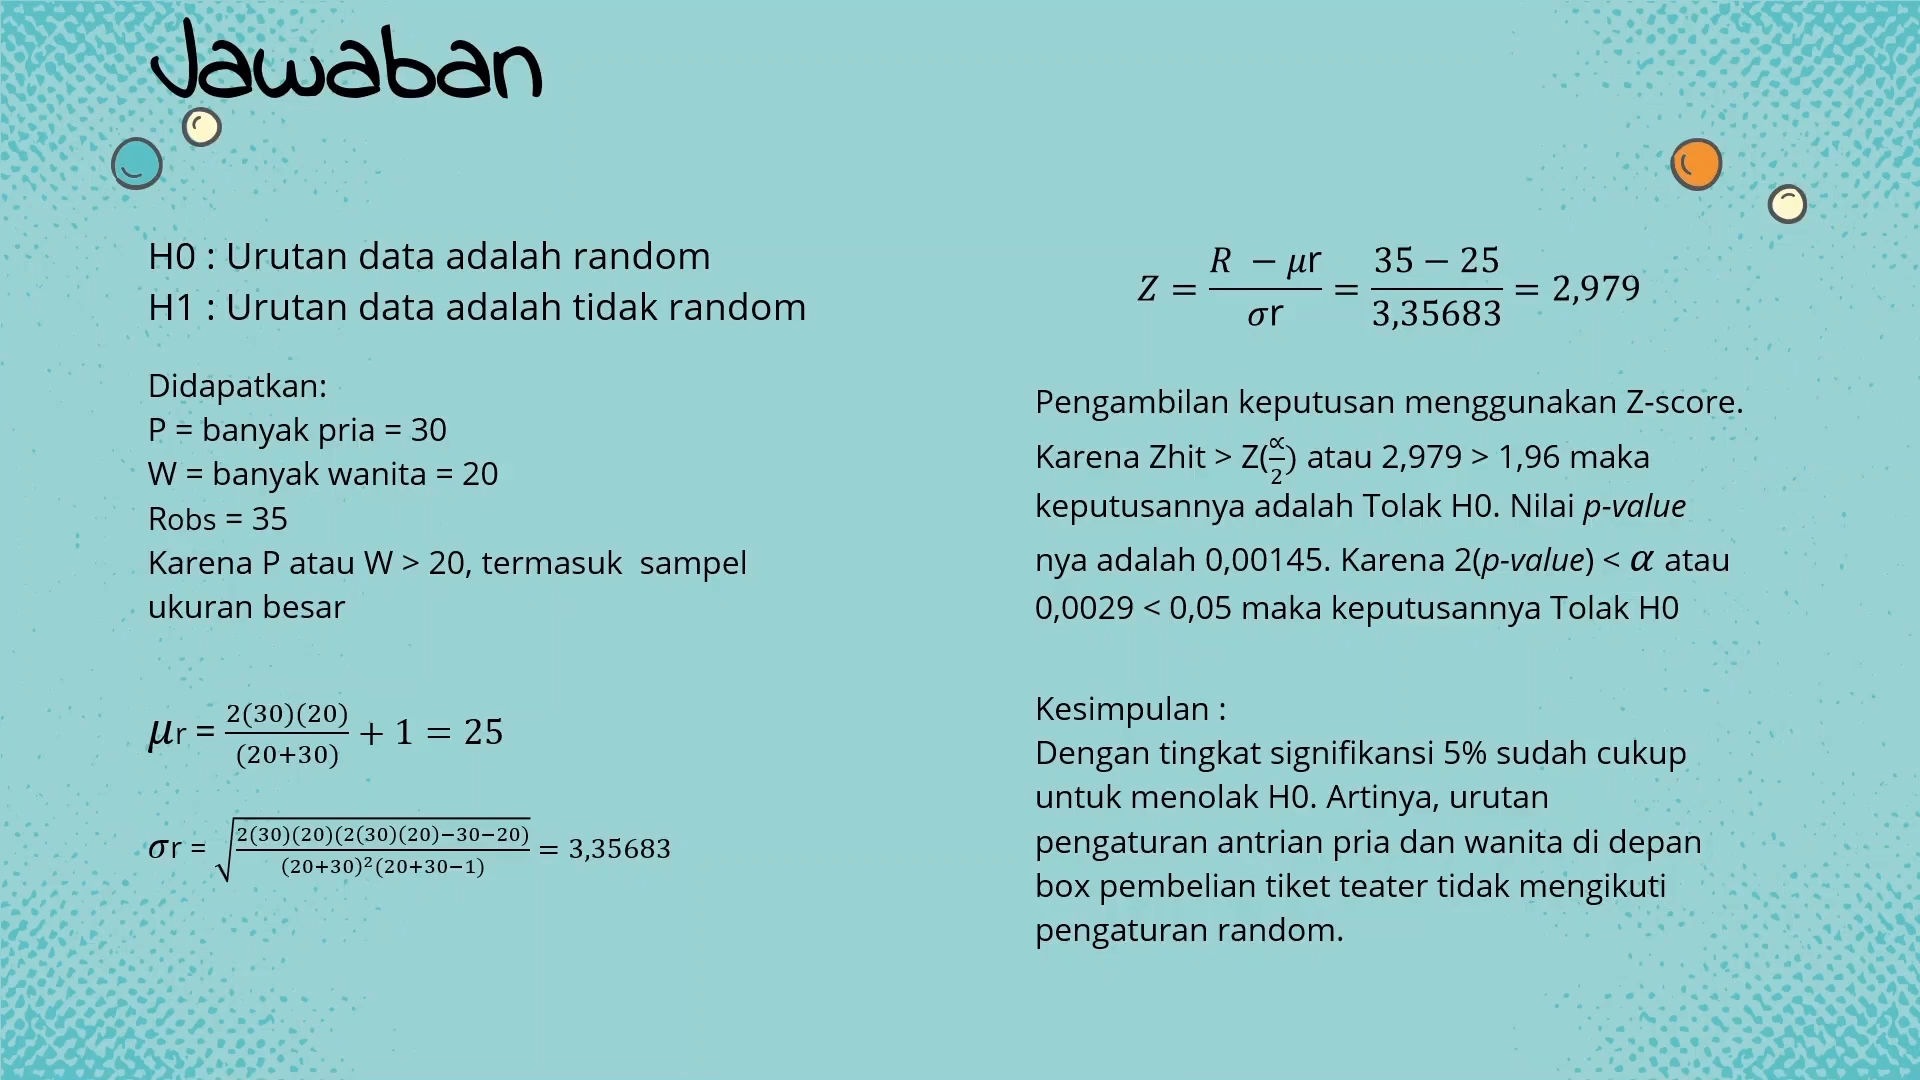 Jawaban
H0 : Urutan data adalah random
H1 : Urutan data adalah tidak random
Didapatkan:
P = banyak pria = 30
W = banyak wanita = 20
Robs = 35
Karena P atau W > 20, termasuk sampel
ukuran besar
μr = 2(30)(20)/(20+30) + 1 = 25
σr = √(2(30)(20)(2(30)(20)−30−20)/(20+30)²(20+30−1)) = 3,35683
Z = (R − μr)/σr = (35 − 25)/3,35683 = 2,979
Pengambilan keputusan menggunakan Z-score.
Karena Zhit > Z(∝/2) atau 2,979 > 1,96 maka
keputusannya adalah Tolak H0. Nilai p-value
nya adalah 0,00145. Karena 2(p-value) < α atau
0,0029 < 0,05 maka keputusannya Tolak H0
Kesimpulan :
Dengan tingkat signifikansi 5% sudah cukup
untuk menolak H0. Artinya, urutan
pengaturan antrian pria dan wanita di depan
box pembelian tiket teater tidak mengikuti
pengaturan random.